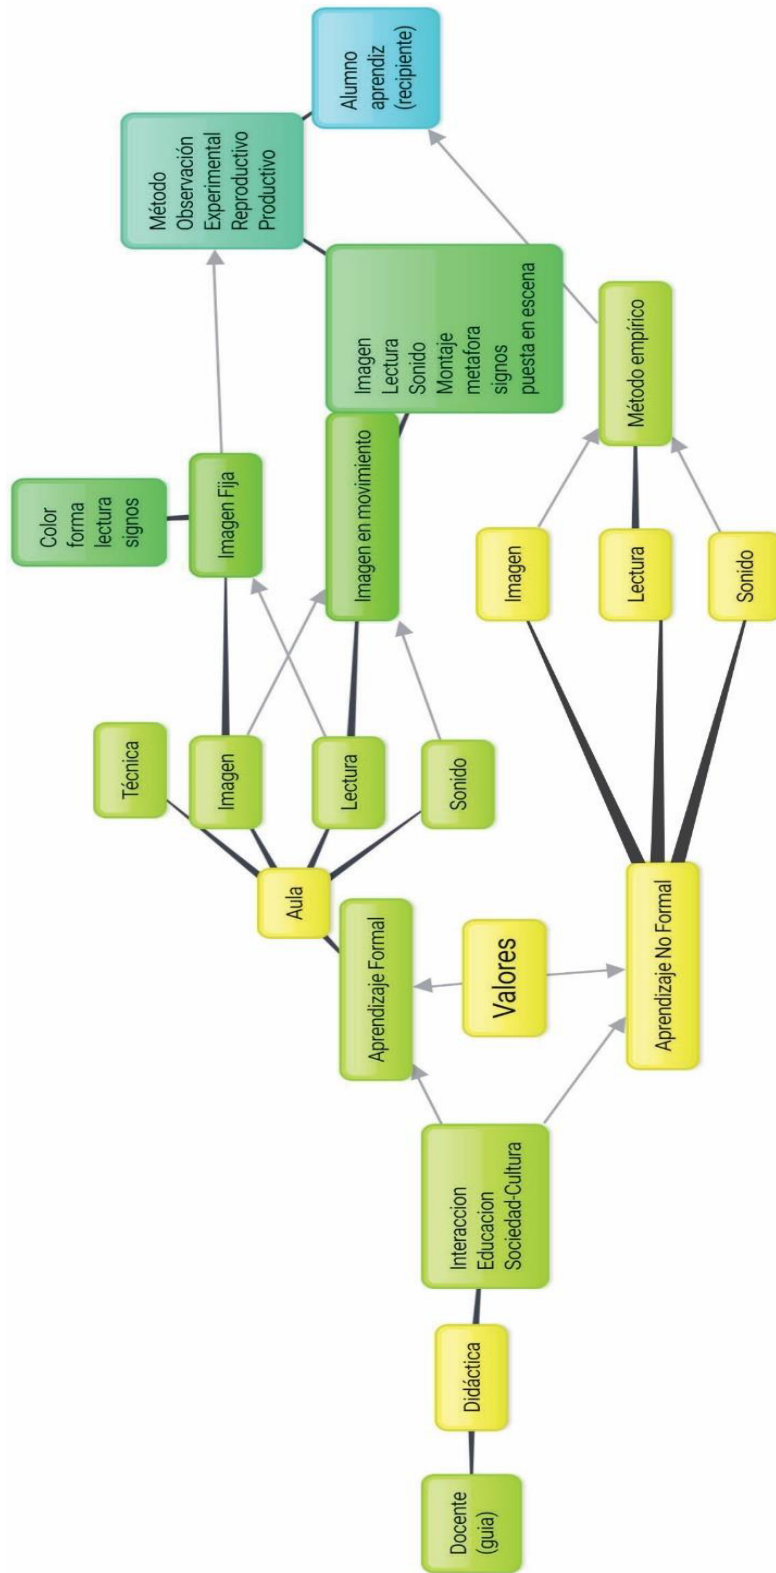 Docente
(guia)
Didáctica
Interaccion
Educacion
Sociedad-Cultura
Aprendizaje Formal
Valores
Aprendizaje No Formal
Aula
Técnica
Imagen
Lectura
Sonido
Color
forma
lectura
signos
Imagen Fija
Imagen en movimiento
Imagen
Lectura
Sonido
Montaje
metafora
signos
puesta en escena
Método
Observación
Experimental
Reproductivo
Productivo
Imagen
Lectura
Sonido
Método empírico
Alumno
aprendiz
(recipiente)